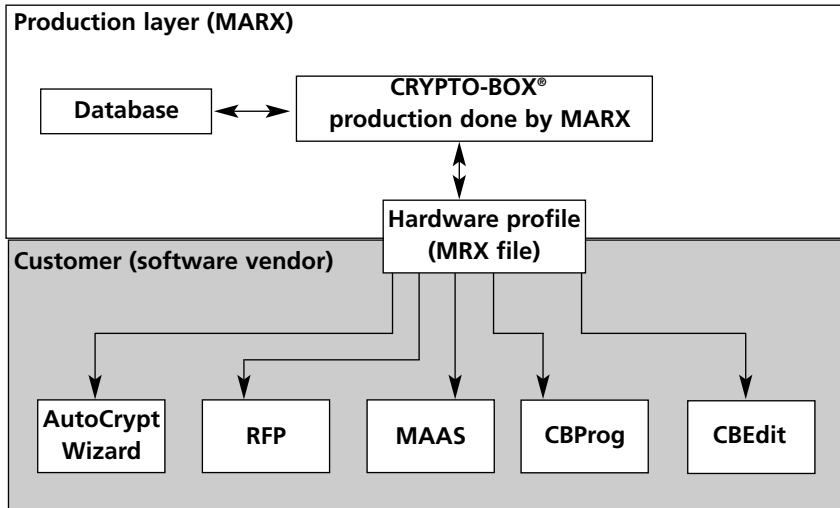 Production layer (MARX)
Database
CRYPTO-BOX®
production done by MARX
Hardware profile
(MRX file)
Customer (software vendor)
AutoCrypt
Wizard
RFP
MAAS
CBProg
CBEdit